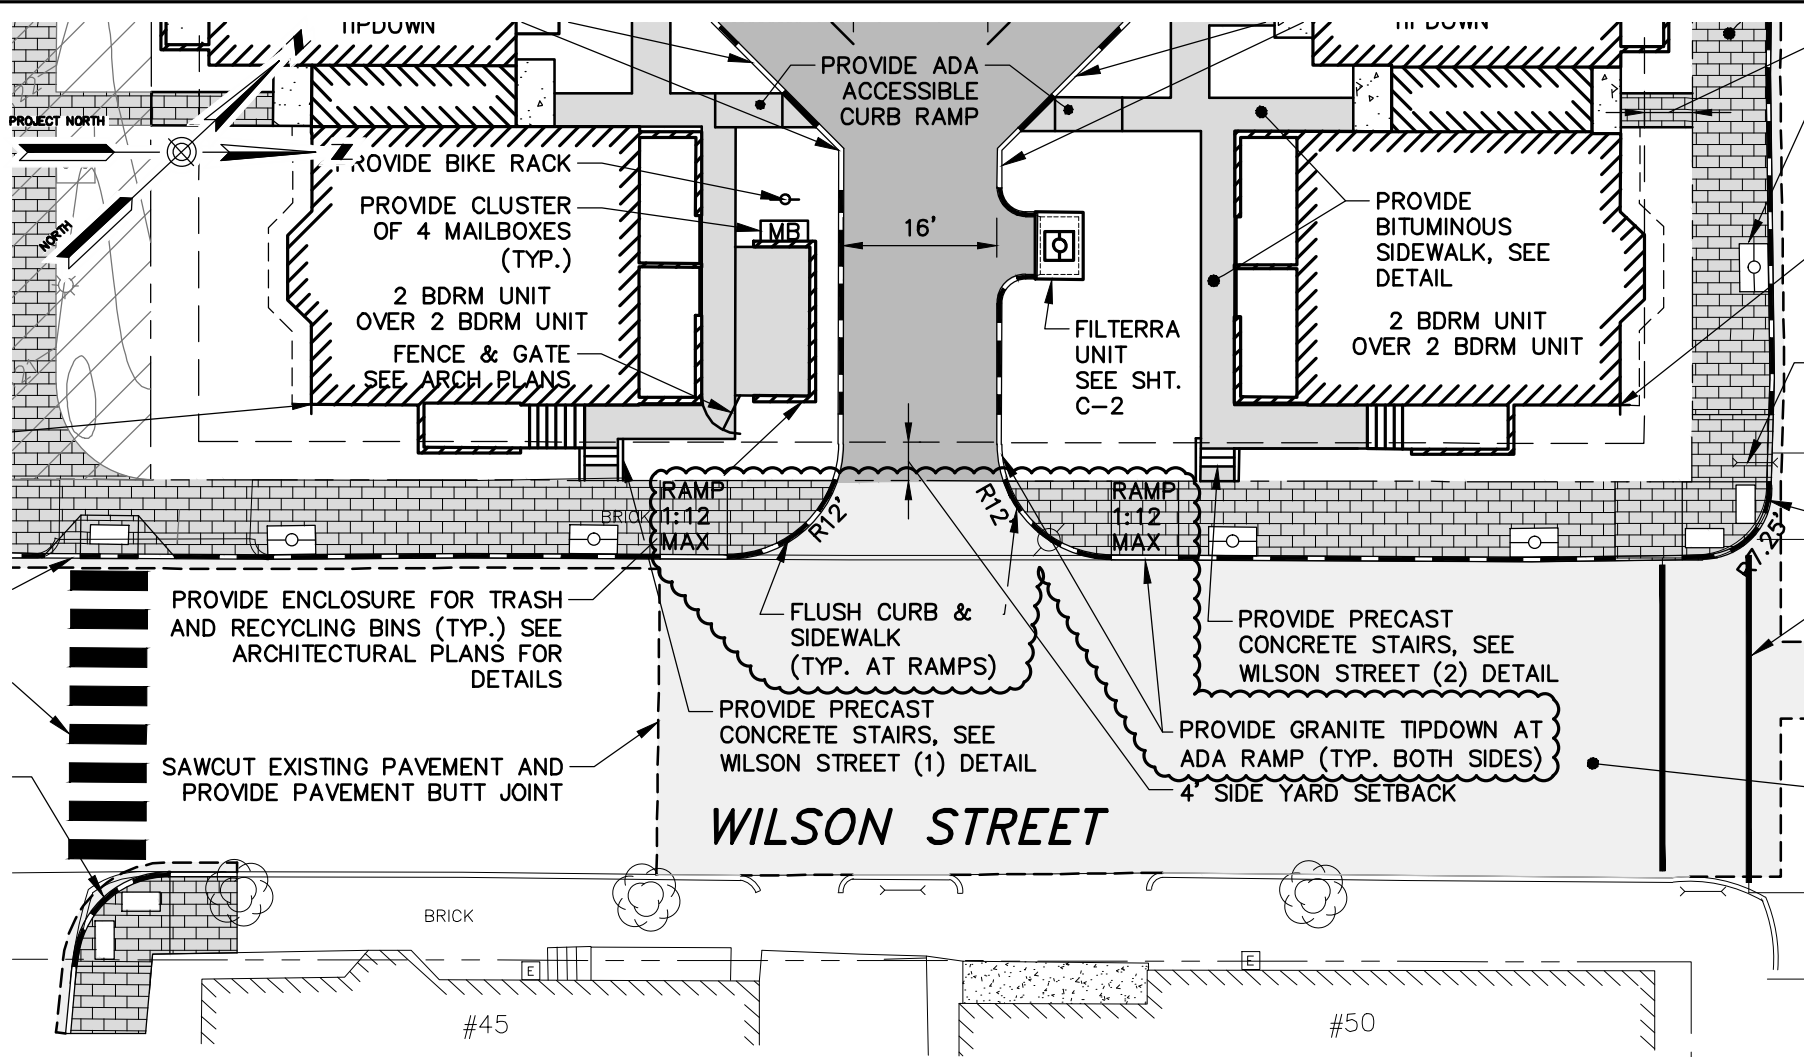 TIPDOWN
TIPDOWN
PROVIDE ADA
ACCESSIBLE
CURB RAMP
PROJECT NORTH
NORTH
PROVIDE BIKE RACK
PROVIDE CLUSTER
OF 4 MAILBOXES
(TYP.)
MB
16'
2 BDRM UNIT
OVER 2 BDRM UNIT
FENCE & GATE
SEE ARCH PLANS
FILTERRA
UNIT
SEE SHT.
C-2
PROVIDE
BITUMINOUS
SIDEWALK, SEE
DETAIL
2 BDRM UNIT
OVER 2 BDRM UNIT
BRICK
RAMP
1:12
MAX
R12'
R12'
RAMP
1:12
MAX
R7.25'
PROVIDE ENCLOSURE FOR TRASH
AND RECYCLING BINS (TYP.) SEE
ARCHITECTURAL PLANS FOR
DETAILS
FLUSH CURB &
SIDEWALK
(TYP. AT RAMPS)
PROVIDE PRECAST
CONCRETE STAIRS, SEE
WILSON STREET (2) DETAIL
PROVIDE PRECAST
CONCRETE STAIRS, SEE
WILSON STREET (1) DETAIL
PROVIDE GRANITE TIPDOWN AT
ADA RAMP (TYP. BOTH SIDES)
4' SIDE YARD SETBACK
SAWCUT EXISTING PAVEMENT AND
PROVIDE PAVEMENT BUTT JOINT
WILSON STREET
BRICK
E
E
#45
#50